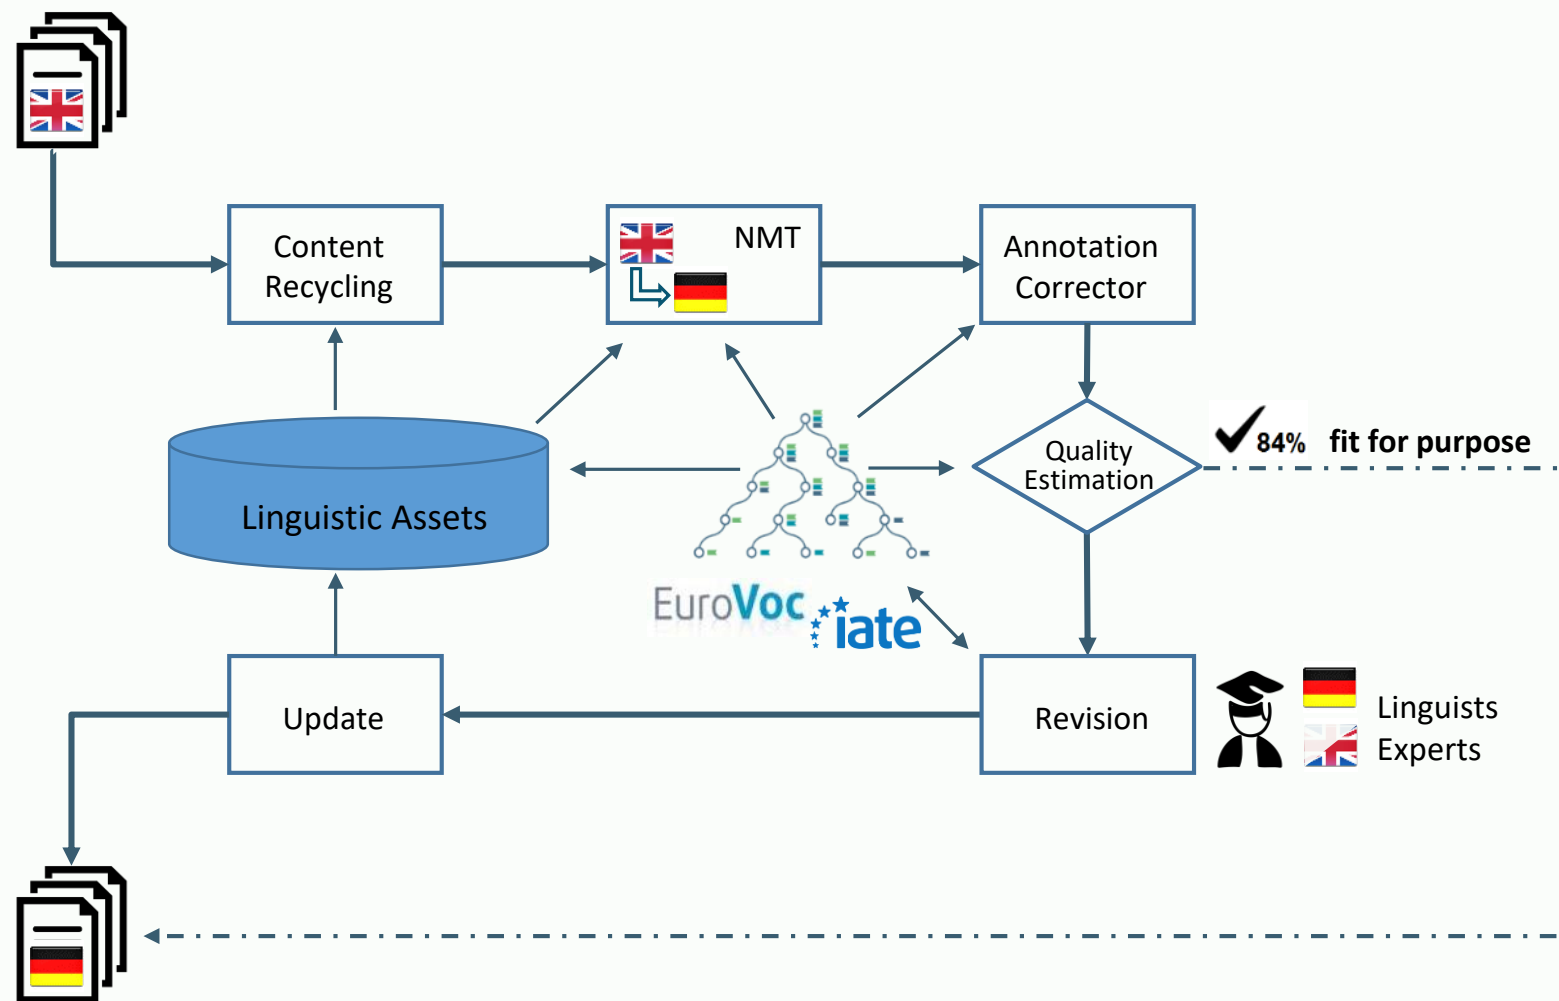 Content
Recycling
NMT
Annotation
Corrector
Quality
Estimation
84%
fit for purpose
Linguistic Assets
EuroVoc
iate
Update
Revision
Linguists
Experts